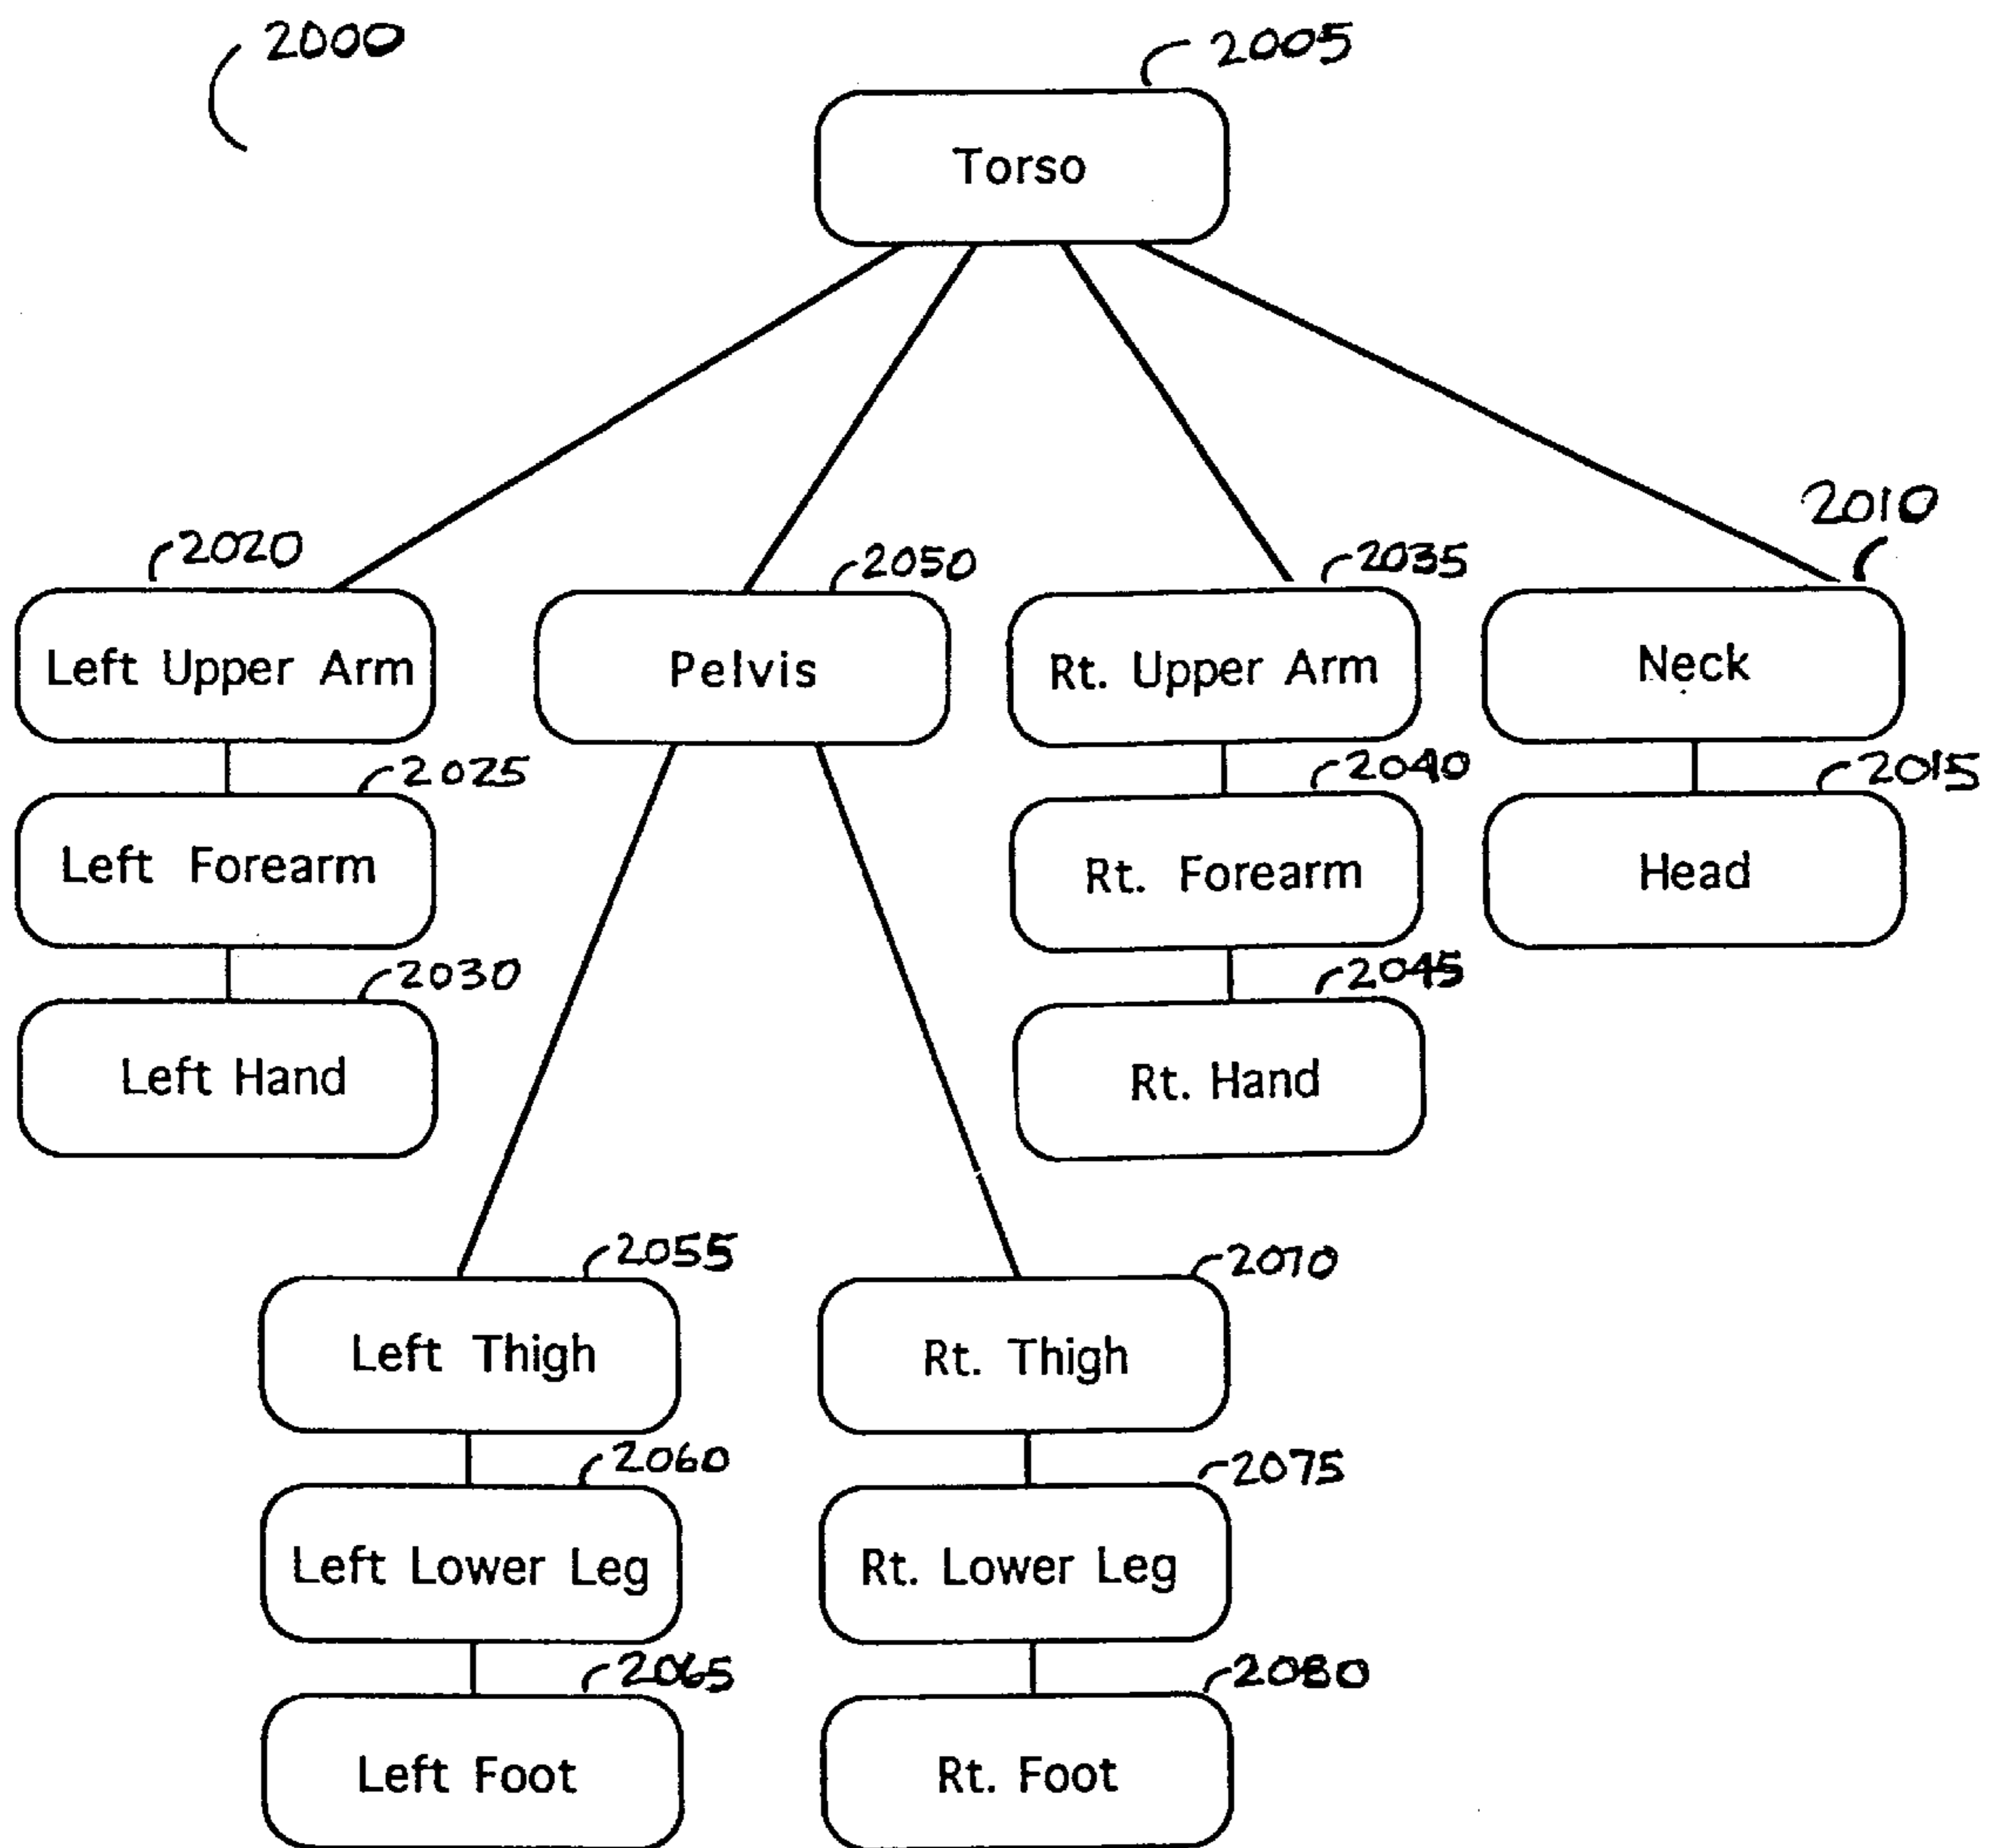 2000
2005
Torso
2010
2020
2050
2035
Left Upper Arm
Pelvis
Rt. Upper Arm
Neck
2025
2040
2015
Left Forearm
Rt. Forearm
Head
2030
2045
Left Hand
Rt. Hand
2055
2070
Left Thigh
Rt. Thigh
2060
2075
Left Lower Leg
Rt. Lower Leg
2065
2080
Left Foot
Rt. Foot